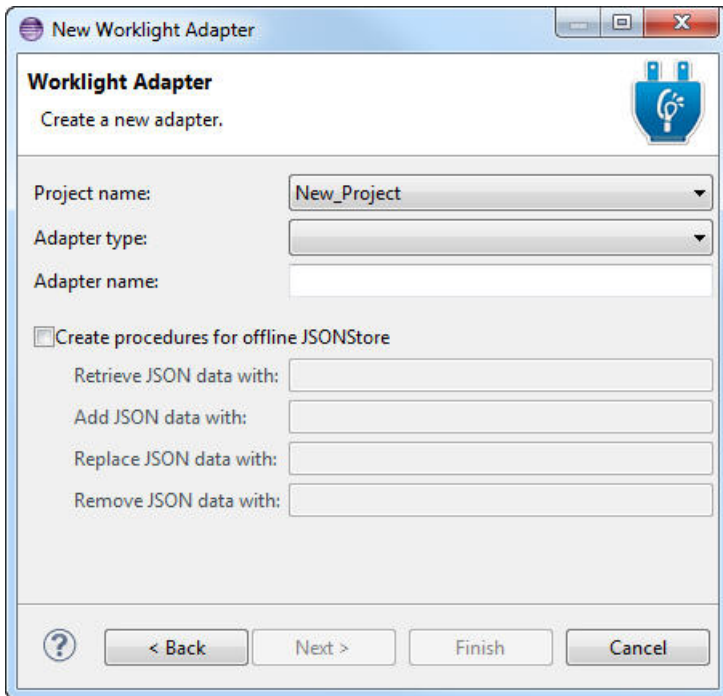 New Worklight Adapter
Worklight Adapter
Create a new adapter.
Project name: New_Project
Adapter type:
Adapter name:
Create procedures for offline JSONStore
Retrieve JSON data with:
Add JSON data with:
Replace JSON data with:
Remove JSON data with:
? < Back Next > Finish Cancel